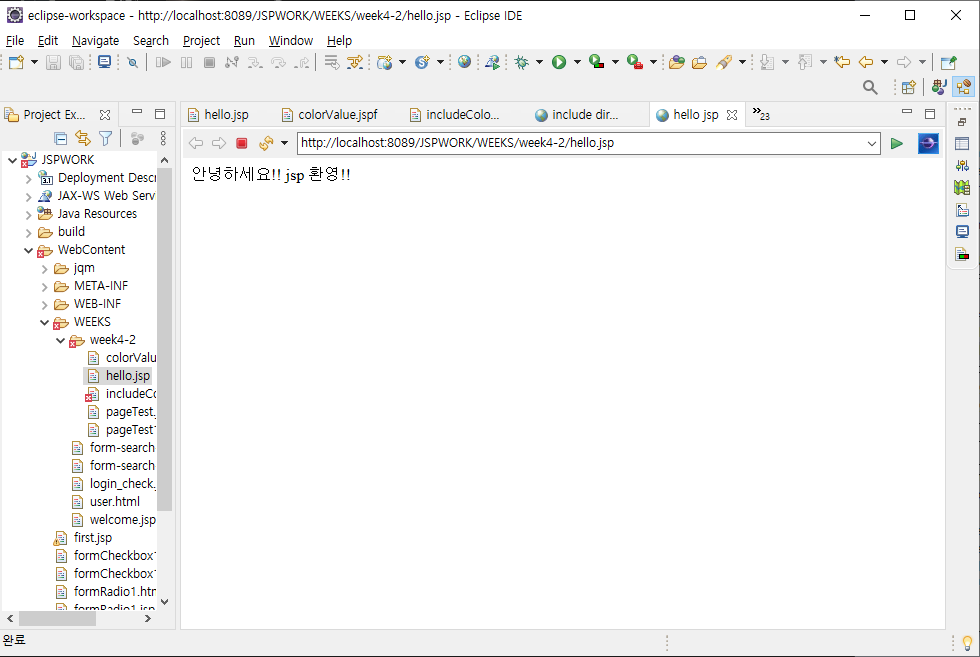 eclipse-workspace - http://localhost:8089/JSPWORK/WEEKS/week4-2/hello.jsp - Eclipse IDE
File Edit Navigate Search Project Run Window Help
Project Ex...
hello.jsp
colorValue.jspf
includeColo...
include dir...
hello jsp
»23
http://localhost:8089/JSPWORK/WEEKS/week4-2/hello.jsp
안녕하세요!! jsp 환영!!
JSPWORK
Deployment Descr
JAX-WS Web Serv
Java Resources
build
WebContent
jqm
META-INF
WEB-INF
WEEKS
week4-2
colorValu
hello.jsp
includeCo
pageTest.
pageTest1
form-search
form-search
login_check.
user.html
welcome.jsp
first.jsp
formCheckbox1
formCheckbox1
formRadio1.htm
formRadio1.jsp
완료